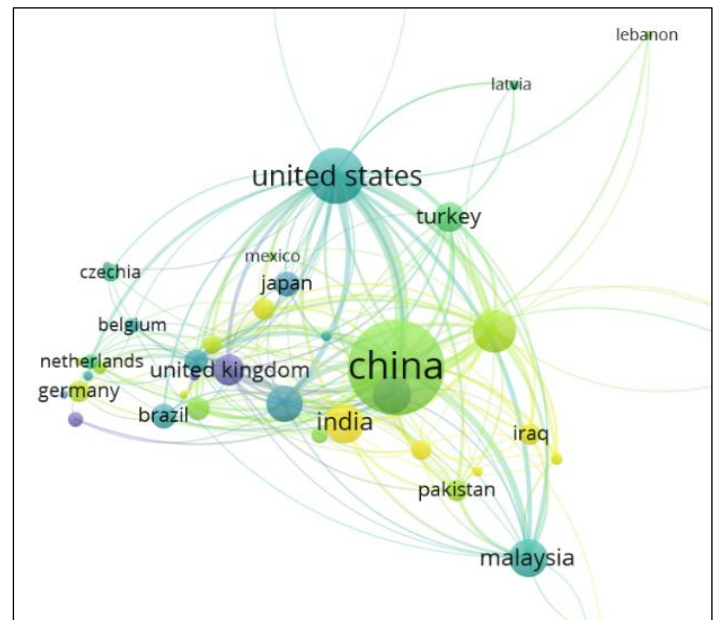 lebanon
latvia
united states
turkey
mexico
czechia
japan
belgium
netherlands
united kingdom
china
germany
brazil
india
iraq
pakistan
malaysia